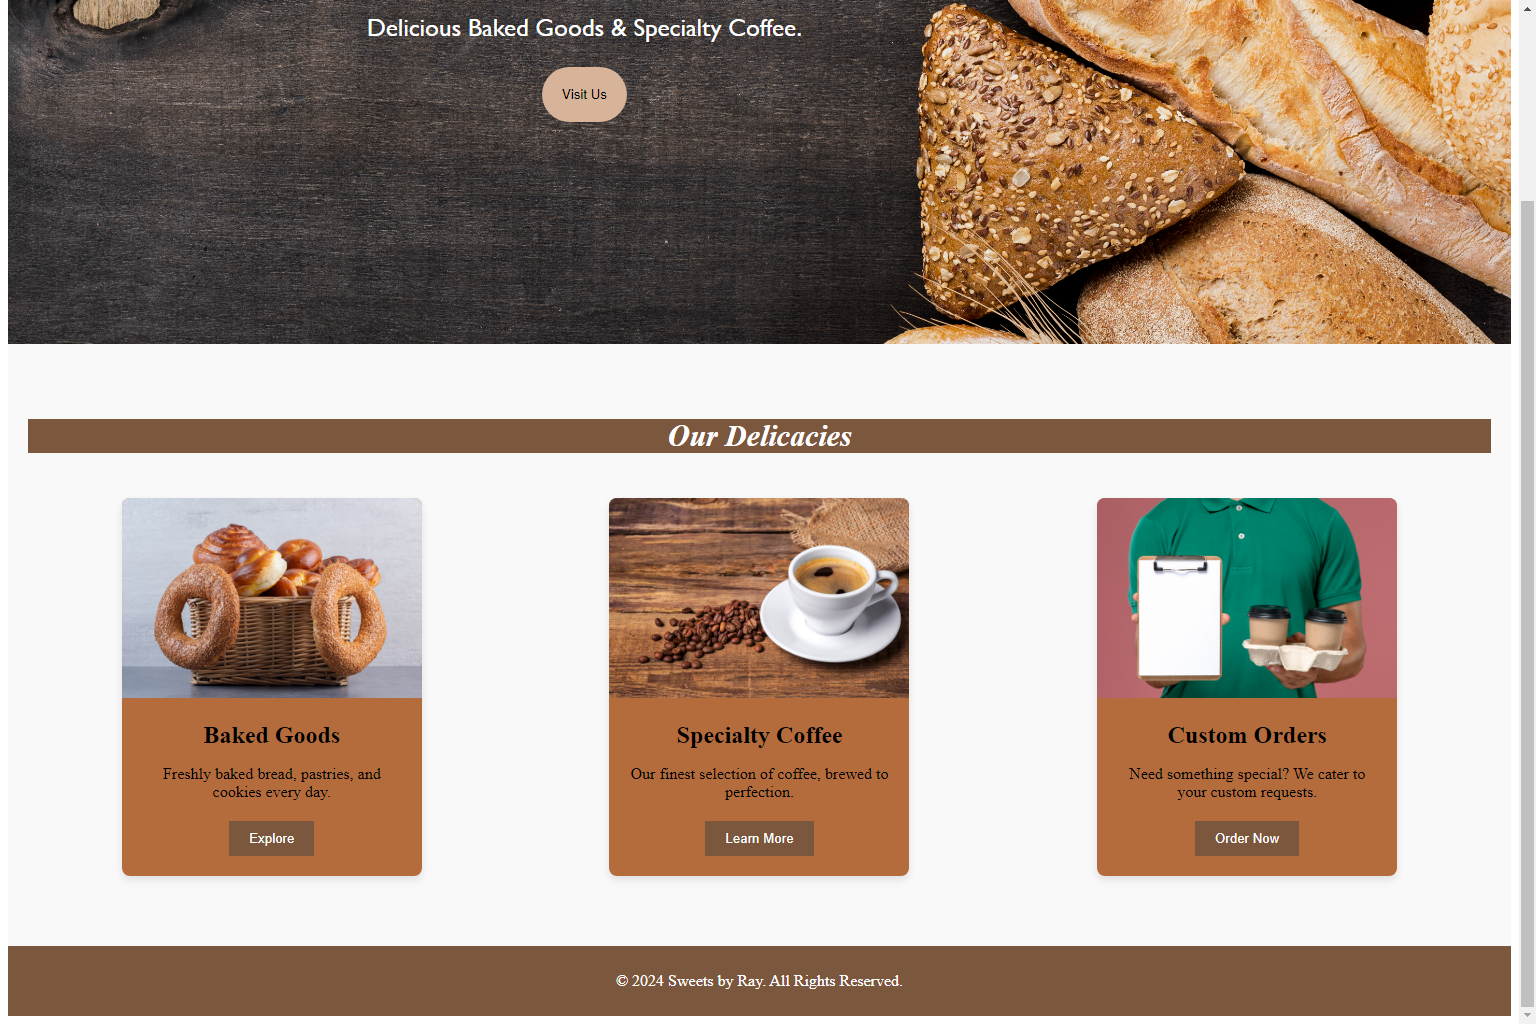 Delicious Baked Goods & Specialty Coffee.
Visit Us
Our Delicacies
Baked Goods
Freshly baked bread, pastries, and
cookies every day.
Explore
Specialty Coffee
Our finest selection of coffee, brewed to
perfection.
Learn More
Custom Orders
Need something special? We cater to
your custom requests.
Order Now
© 2024 Sweets by Ray. All Rights Reserved.